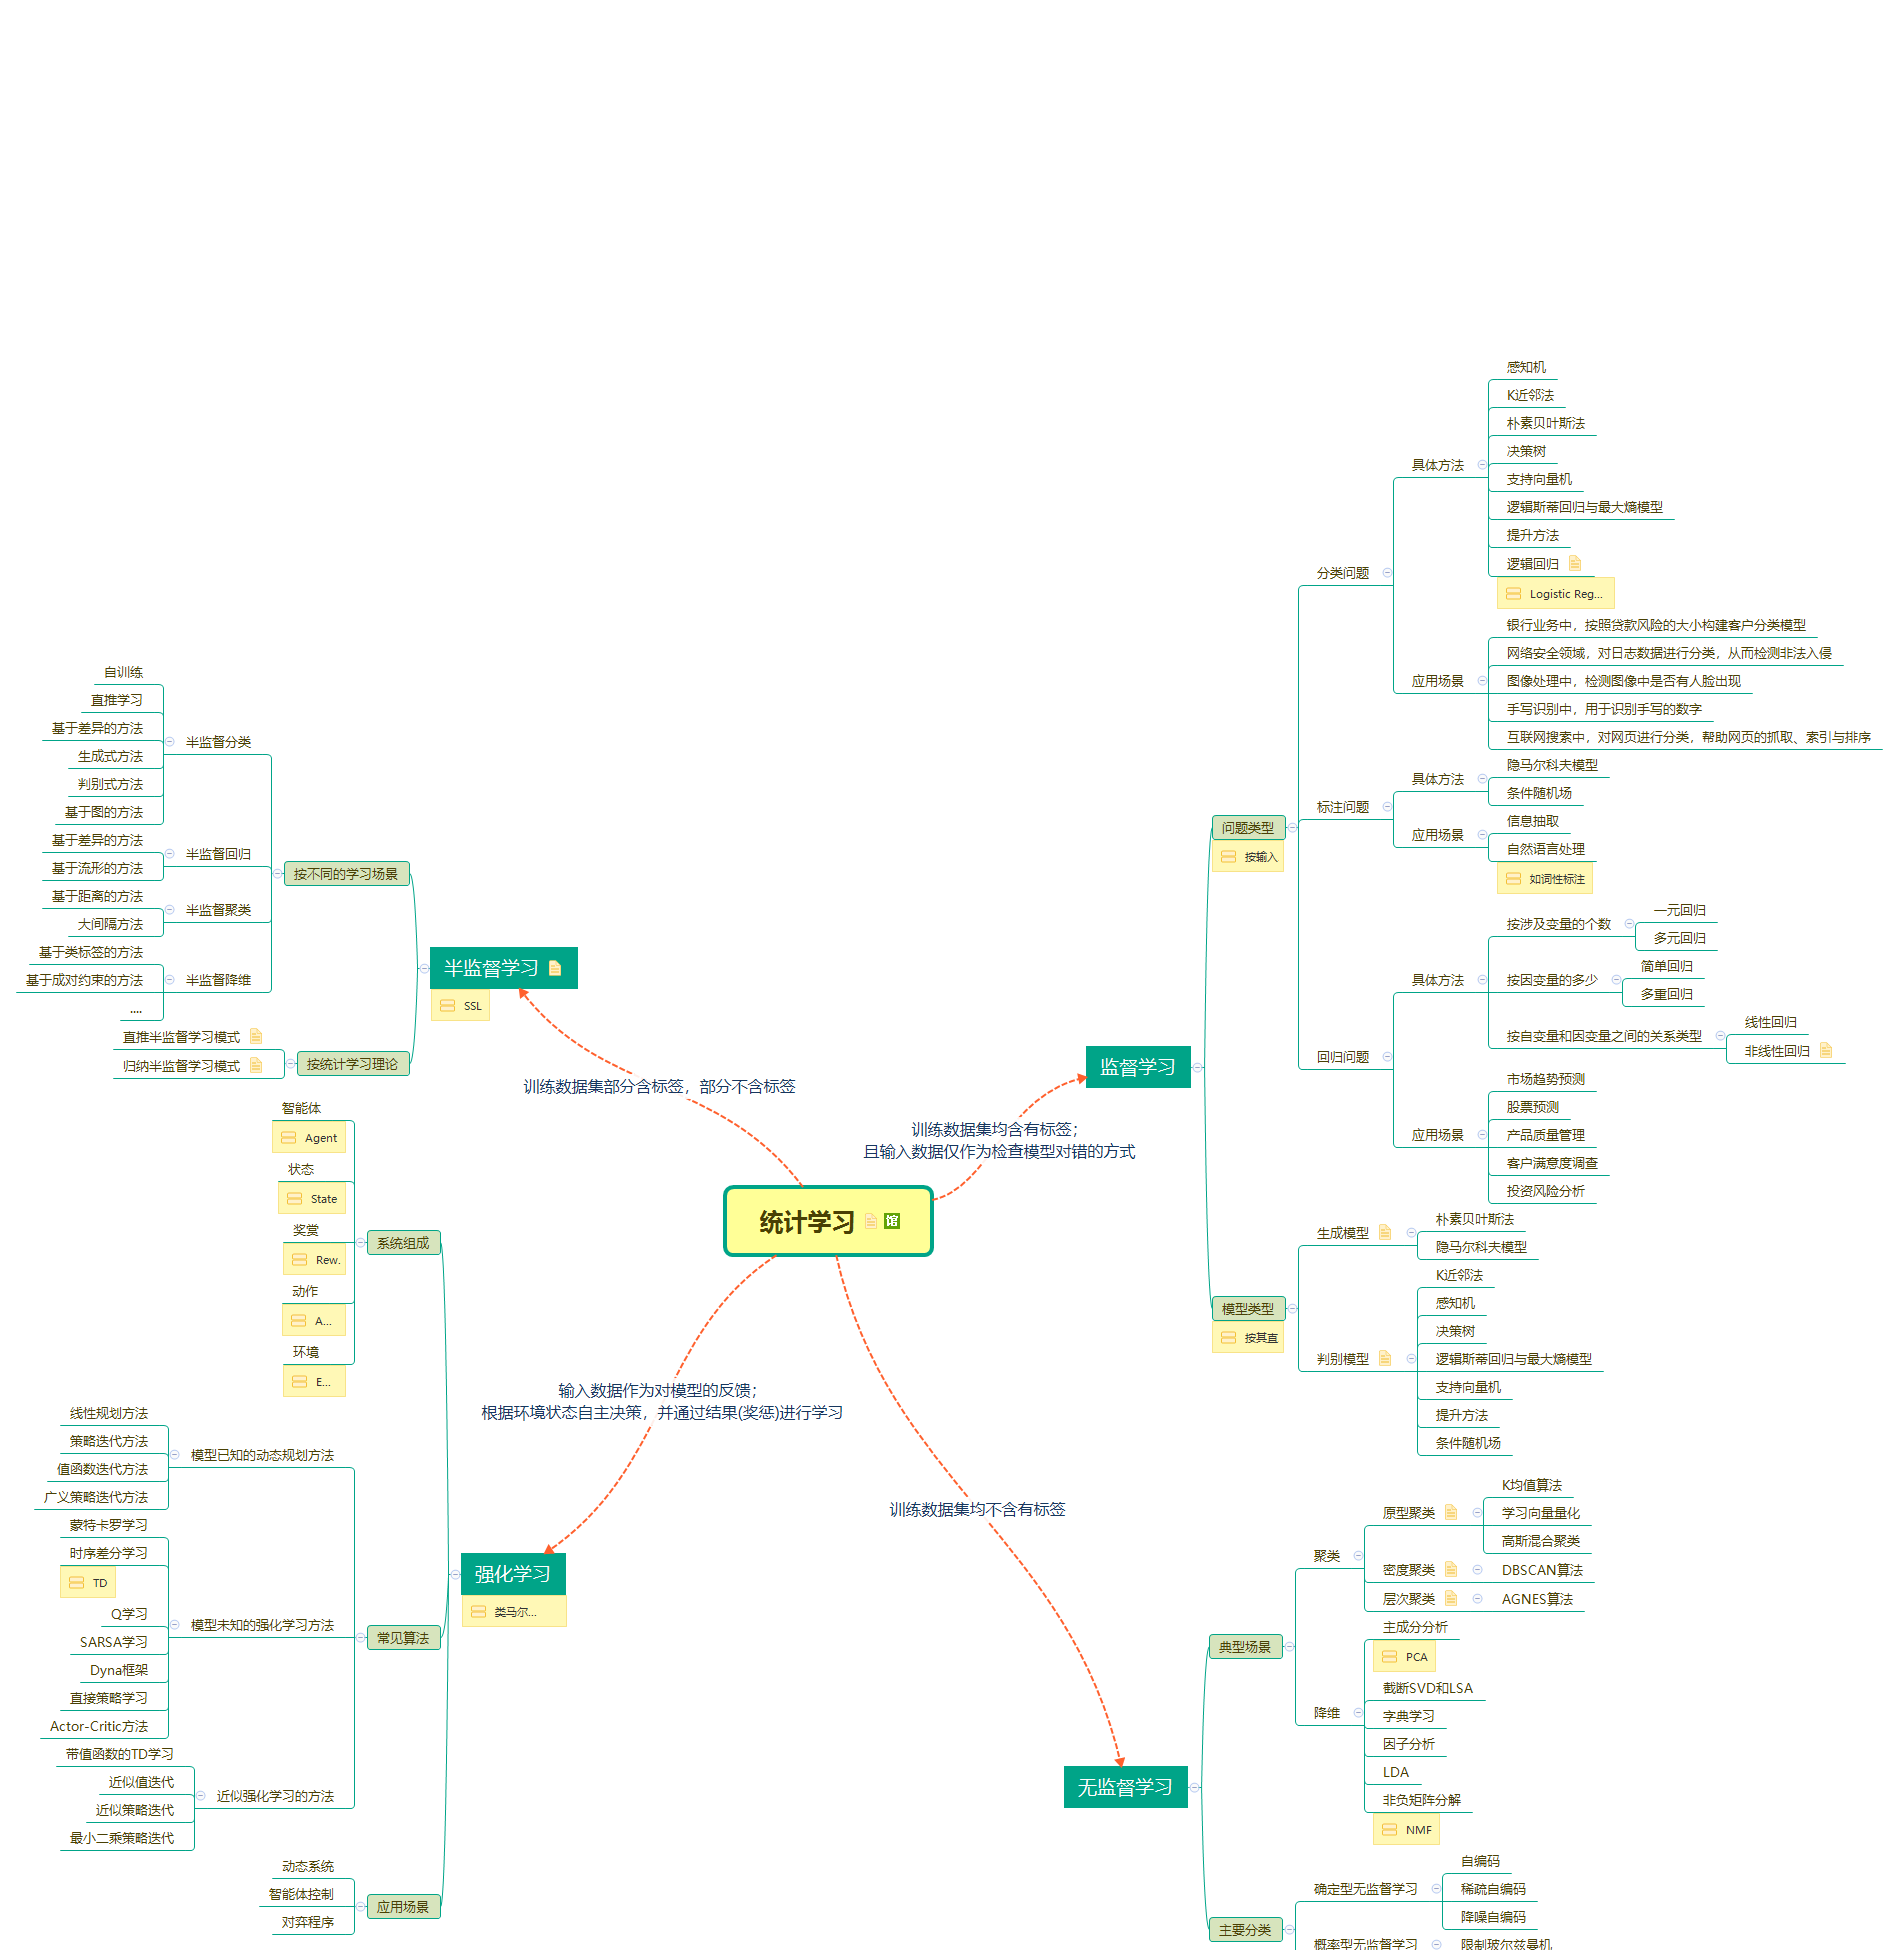 统计学习
馆
训练数据集均含有标签；
且输入数据仅作为检查模型对错的方式
监督学习
问题类型
按输入
分类问题
具体方法
感知机
K近邻法
朴素贝叶斯法
决策树
支持向量机
逻辑斯蒂回归与最大熵模型
提升方法
逻辑回归
Logistic Reg...
应用场景
银行业务中，按照贷款风险的大小构建客户分类模型
网络安全领域，对日志数据进行分类，从而检测非法入侵
图像处理中，检测图像中是否有人脸出现
手写识别中，用于识别手写的数字
互联网搜索中，对网页进行分类，帮助网页的抓取、索引与排序
标注问题
具体方法
隐马尔科夫模型
条件随机场
应用场景
信息抽取
自然语言处理
如词性标注
回归问题
具体方法
按涉及变量的个数
一元回归
多元回归
按因变量的多少
简单回归
多重回归
按自变量和因变量之间的关系类型
线性回归
非线性回归
应用场景
市场趋势预测
股票预测
产品质量管理
客户满意度调查
投资风险分析
模型类型
按其直
生成模型
朴素贝叶斯法
隐马尔科夫模型
判别模型
K近邻法
感知机
决策树
逻辑斯蒂回归与最大熵模型
支持向量机
提升方法
条件随机场
训练数据集均不含有标签
无监督学习
典型场景
聚类
原型聚类
K均值算法
学习向量量化
高斯混合聚类
密度聚类
DBSCAN算法
层次聚类
AGNES算法
降维
主成分分析
PCA
截断SVD和LSA
字典学习
因子分析
LDA
非负矩阵分解
NMF
主要分类
确定型无监督学习
自编码
稀疏自编码
降噪自编码
概率型无监督学习
限制玻尔兹曼机
训练数据集部分含标签，部分不含标签
半监督学习
SSL
按不同的学习场景
半监督分类
自训练
直推学习
基于差异的方法
生成式方法
判别式方法
基于图的方法
半监督回归
基于差异的方法
基于流形的方法
半监督聚类
基于距离的方法
大间隔方法
半监督降维
基于类标签的方法
基于成对约束的方法
....
按统计学习理论
直推半监督学习模式
归纳半监督学习模式
输入数据作为对模型的反馈；
根据环境状态自主决策，并通过结果(奖惩)进行学习
强化学习
类马尔...
系统组成
智能体
Agent
状态
State
奖赏
Rew.
动作
A...
环境
E...
常见算法
模型已知的动态规划方法
线性规划方法
策略迭代方法
值函数迭代方法
广义策略迭代方法
模型未知的强化学习方法
蒙特卡罗学习
时序差分学习
TD
Q学习
SARSA学习
Dyna框架
直接策略学习
Actor-Critic方法
近似强化学习的方法
带值函数的TD学习
近似值迭代
近似策略迭代
最小二乘策略迭代
应用场景
动态系统
智能体控制
对弈程序